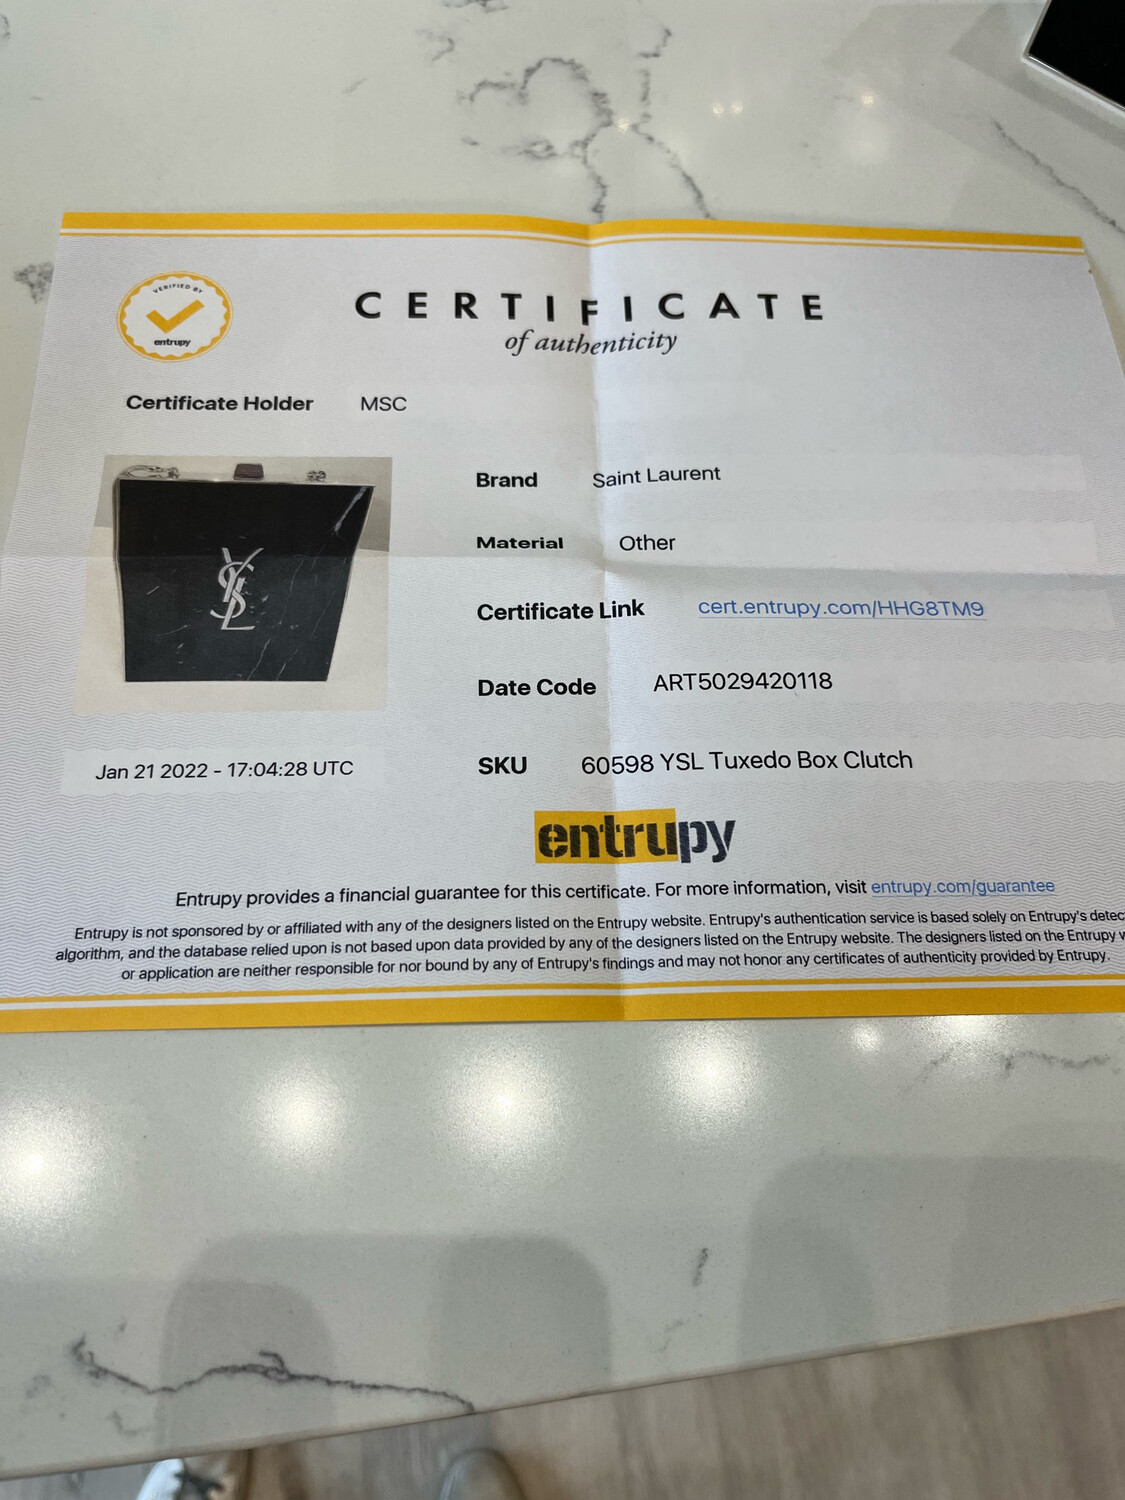 VERIFIED BY
entrupy
CERTIFICATE
of authenticity
Certificate Holder MSC
YSL
Brand Saint Laurent
Material Other
Certificate Link cert.entrupy.com/HHG8TM9
Date Code ART5029420118
Jan 21 2022 - 17:04:28 UTC
SKU 60598 YSL Tuxedo Box Clutch
entrupy
Entrupy provides a financial guarantee for this certificate. For more information, visit entrupy.com/guarantee
Entrupy is not sponsored by or affiliated with any of the designers listed on the Entrupy website. Entrupy's authentication service is based solely on Entrupy's detec
algorithm, and the database relied upon is not based upon data provided by any of the designers listed on the Entrupy website. The designers listed on the Entrupy w
or application are neither responsible for nor bound by any of Entrupy's findings and may not honor any certificates of authenticity provided by Entrupy.